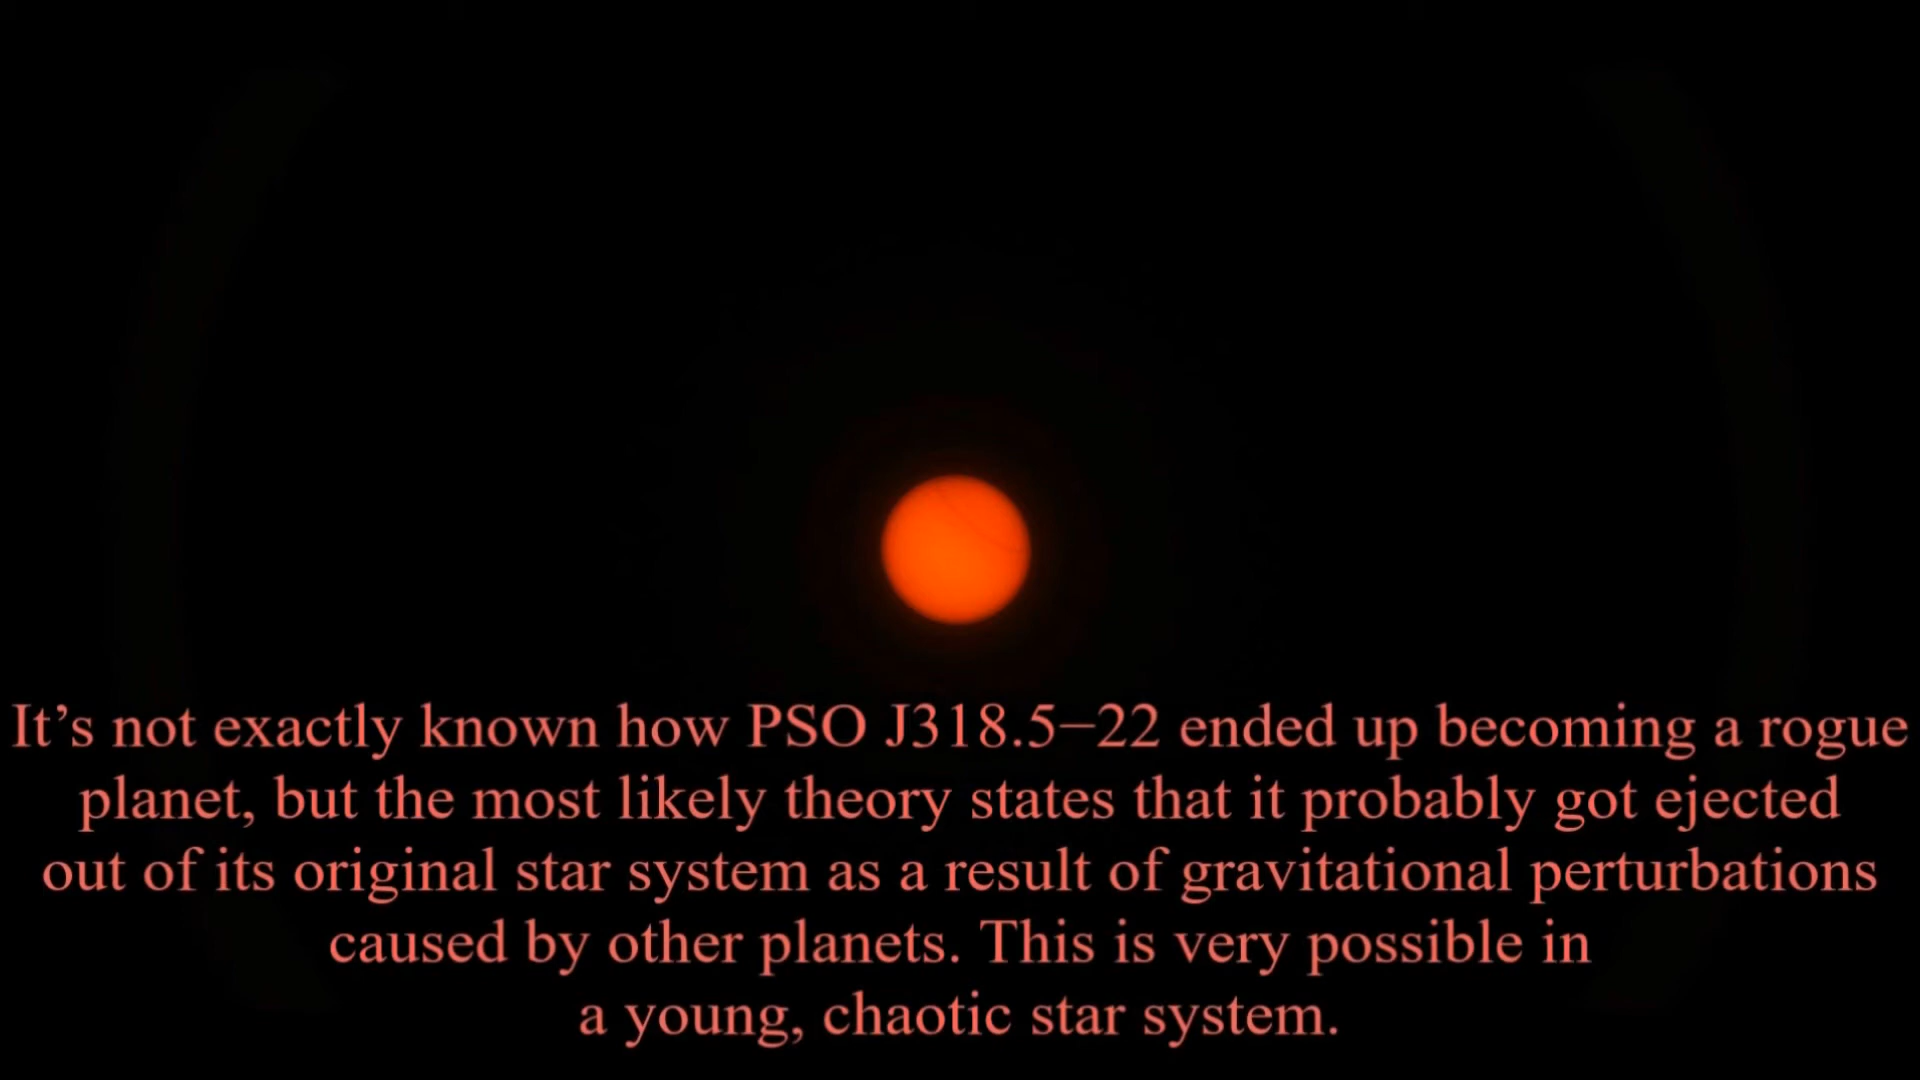 It’s not exactly known how PSO J318.5−22 ended up becoming a rogue
planet, but the most likely theory states that it probably got ejected
out of its original star system as a result of gravitational perturbations
caused by other planets. This is very possible in
a young, chaotic star system.